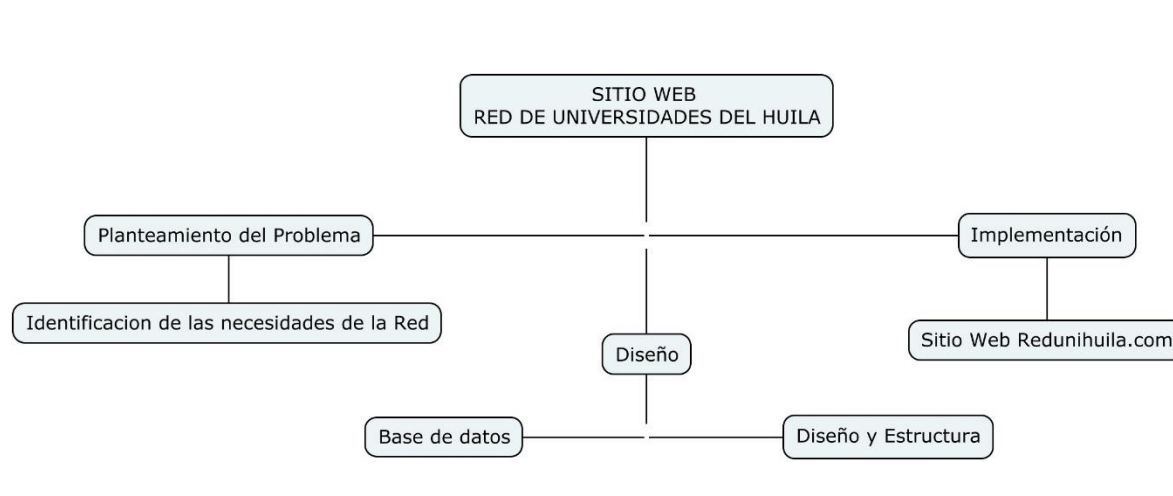 SITIO WEB
RED DE UNIVERSIDADES DEL HUILA
Planteamiento del Problema
Implementación
Identificacion de las necesidades de la Red
Sitio Web Redunihuila.com
Diseño
Base de datos
Diseño y Estructura